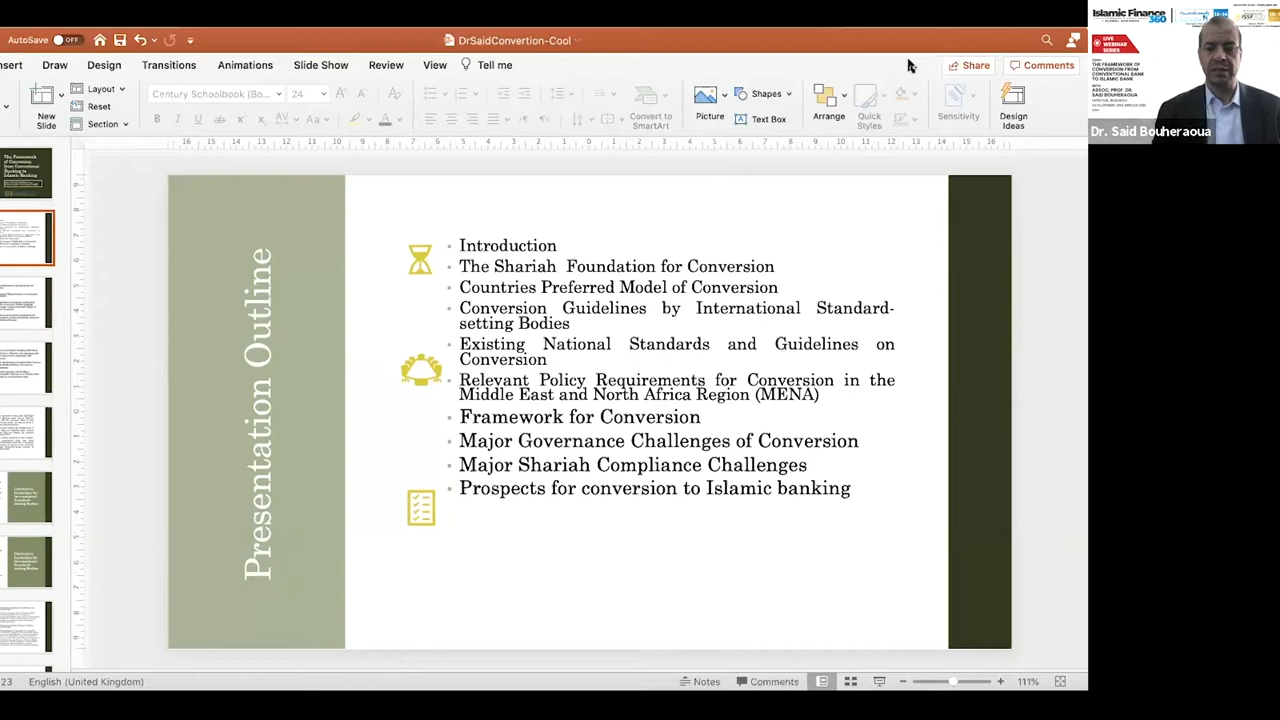 AutoSave OFF
DrSaidConvertion-
Share
Comments
nsert
Draw
Design
Transitions
Animations
Slide Show
Review
View
Tell me
New
Slide
Layout
Reset
Section
Century Schoolbook (Bo...
24
Convert to
SmartArt
Picture
Shapes
Text Box
Arrange
Quick
Styles
Sensitivity
Design
Ideas
Presentation Outline
• Introduction
• The Shariah Foundation for Conversion
• Countries Preferred Model of Conversion
• Conversion Guidelines by International Standard-
setting Bodies
• Existing National Standards and Guidelines on
Conversion
• Relevant Policy Requirements for Conversion in the
Middle East and North Africa Region (MENA)
• Framework for Conversion
• Major Governance Challenges of Conversion
• Major Shariah Compliance Challenges
• Prospects for conversion to Islamic banking
23
English (United Kingdom)
Notes
Comments
111%
Islamic Finance
360
LIVE
WEBINAR
SERIES
THE FRAMEWORK OF
CONVERSION FROM
CONVENTIONAL BANK
TO ISLAMIC BANK
ASSOC. PROF. DR.
SAID BOUHERAOUA
Dr. Said Bouheraoua